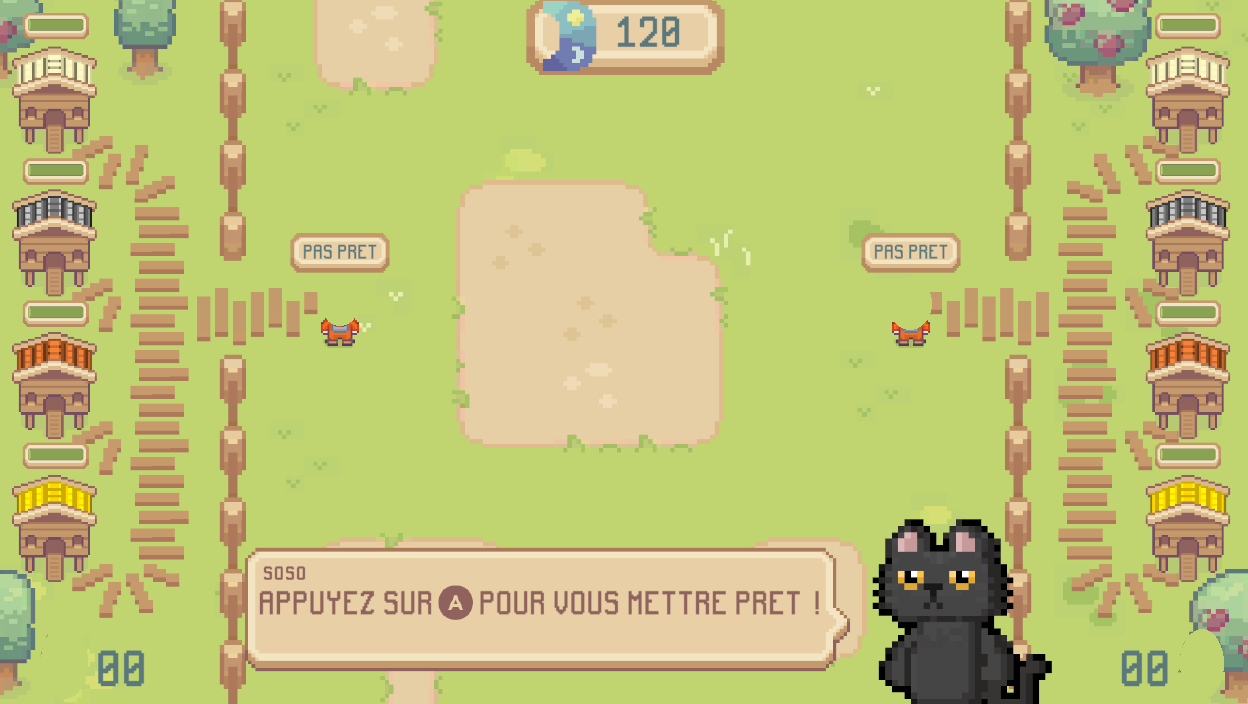 120
PAS PRET
PAS PRET
SOSO
APPUYEZ SUR A POUR VOUS METTRE PRET !
00
00